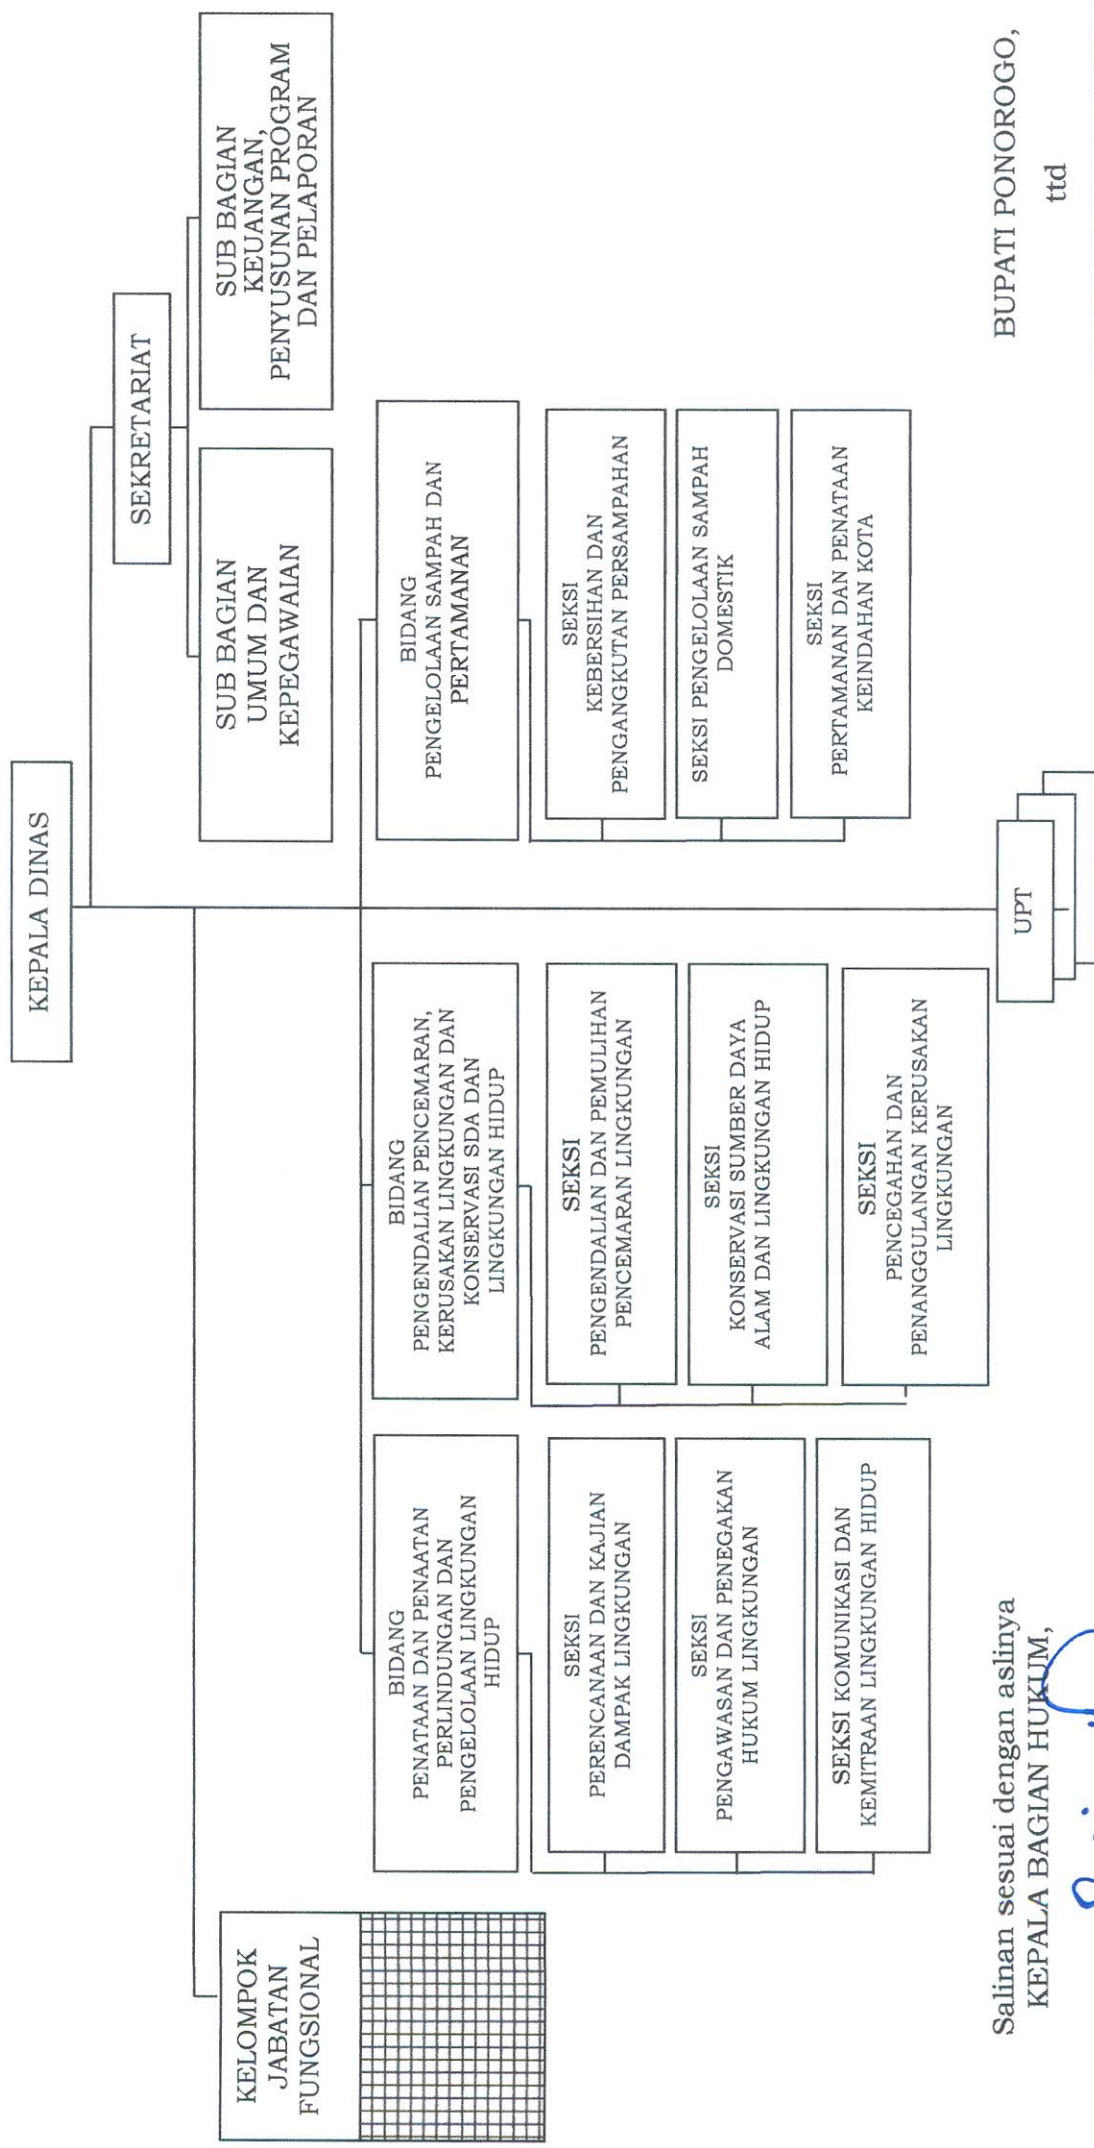 KEPALA DINAS
SEKRETARIAT
KELOMPOK
JABATAN
FUNGSIONAL
SUB BAGIAN
UMUM DAN
KEPEGAWAIAN
SUB BAGIAN
KEUANGAN,
PENYUSUNAN PROGRAM
DAN PELAPORAN
BIDANG
PENATAAN DAN PENAATAN
PERLINDUNGAN DAN
PENGELOLAAN LINGKUNGAN
HIDUP
SEKSI
PERENCANAAN DAN KAJIAN
DAMPAK LINGKUNGAN
SEKSI
PENGAWASAN DAN PENEGAKAN
HUKUM LINGKUNGAN
SEKSI KOMUNIKASI DAN
KEMITRAAN LINGKUNGAN HIDUP
BIDANG
PENGENDALIAN PENCEMARAN,
KERUSAKAN LINGKUNGAN DAN
KONSERVASI SDA DAN
LINGKUNGAN HIDUP
SEKSI
PENGENDALIAN DAN PEMULIHAN
PENCEMARAN LINGKUNGAN
SEKSI
KONSERVASI SUMBER DAYA
ALAM DAN LINGKUNGAN HIDUP
SEKSI
PENCEGAHAN DAN
PENANGGULANGAN KERUSAKAN
LINGKUNGAN
BIDANG
PENGELOLAAN SAMPAH DAN
PERTAMANAN
SEKSI
KEBERSIHAN DAN
PENGANGKUTAN PERSAMPAHAN
SEKSI PENGELOLAAN SAMPAH
DOMESTIK
SEKSI
PERTAMANAN DAN PENATAAN
KEINDAHAN KOTA
UPT
Salinan sesuai dengan aslinya
KEPALA BAGIAN HUKUM,
BUPATI PONOROGO,
ttd